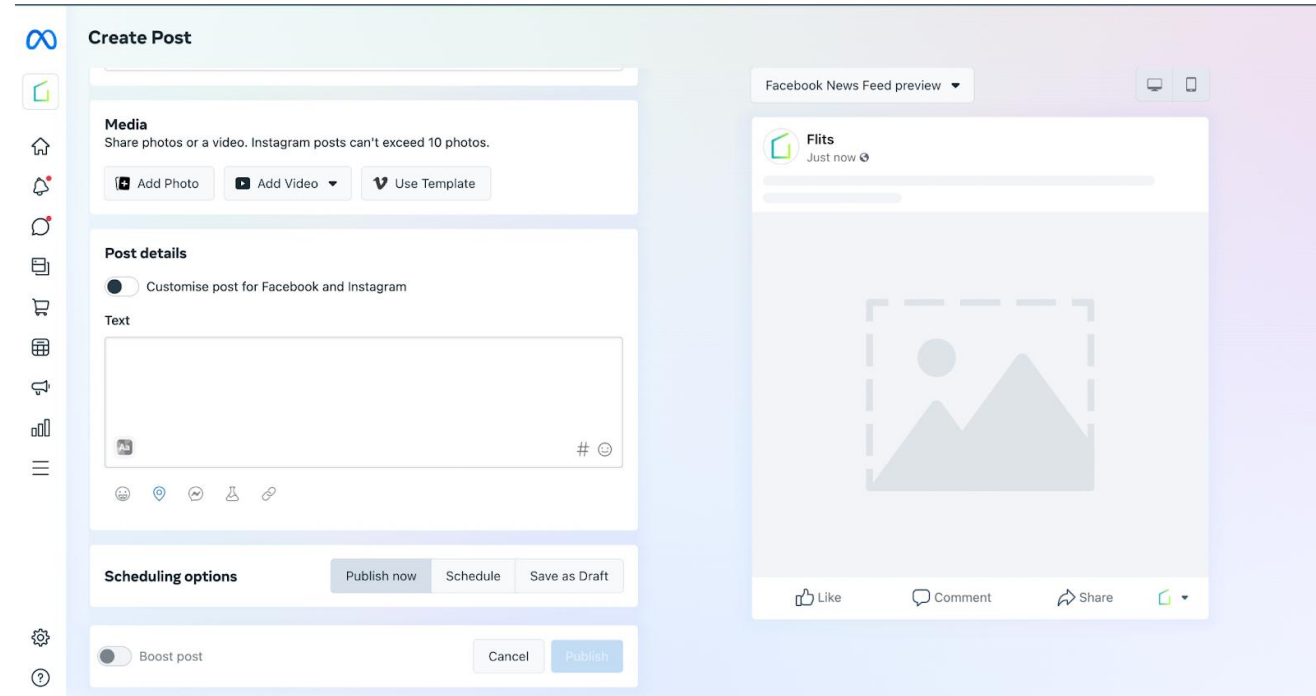 Create Post
Media
Share photos or a video. Instagram posts can't exceed 10 photos.
Add Photo
Add Video
Use Template
Post details
Customise post for Facebook and Instagram
Text
Aa
#
Scheduling options
Publish now
Schedule
Save as Draft
Boost post
Cancel
Publish
Facebook News Feed preview
Flits
Just now
Like
Comment
Share